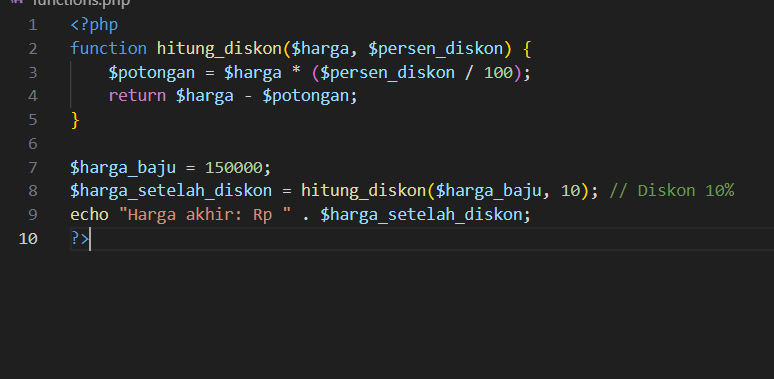 functions.php
1 <?php
2 function hitung_diskon($harga, $persen_diskon) {
3     $potongan = $harga * ($persen_diskon / 100);
4     return $harga - $potongan;
5 }
6
7 $harga_baju = 150000;
8 $harga_setelah_diskon = hitung_diskon($harga_baju, 10); // Diskon 10%
9 echo "Harga akhir: Rp " . $harga_setelah_diskon;
10 ?>